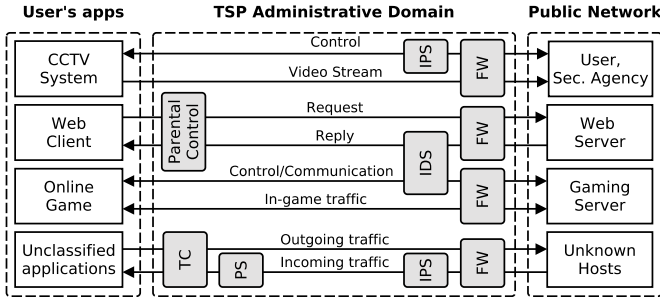 User's apps
TSP Administrative Domain
Public Network
CCTV
System
Control
Video Stream
IPS
FW
User,
Sec. Agency
Web
Client
Parental
Control
Request
Reply
IDS
FW
Web
Server
Online
Game
Control/Communication
In-game traffic
FW
Gaming
Server
Unclassified
applications
TC
PS
Outgoing traffic
Incoming traffic
IPS
FW
Unknown
Hosts